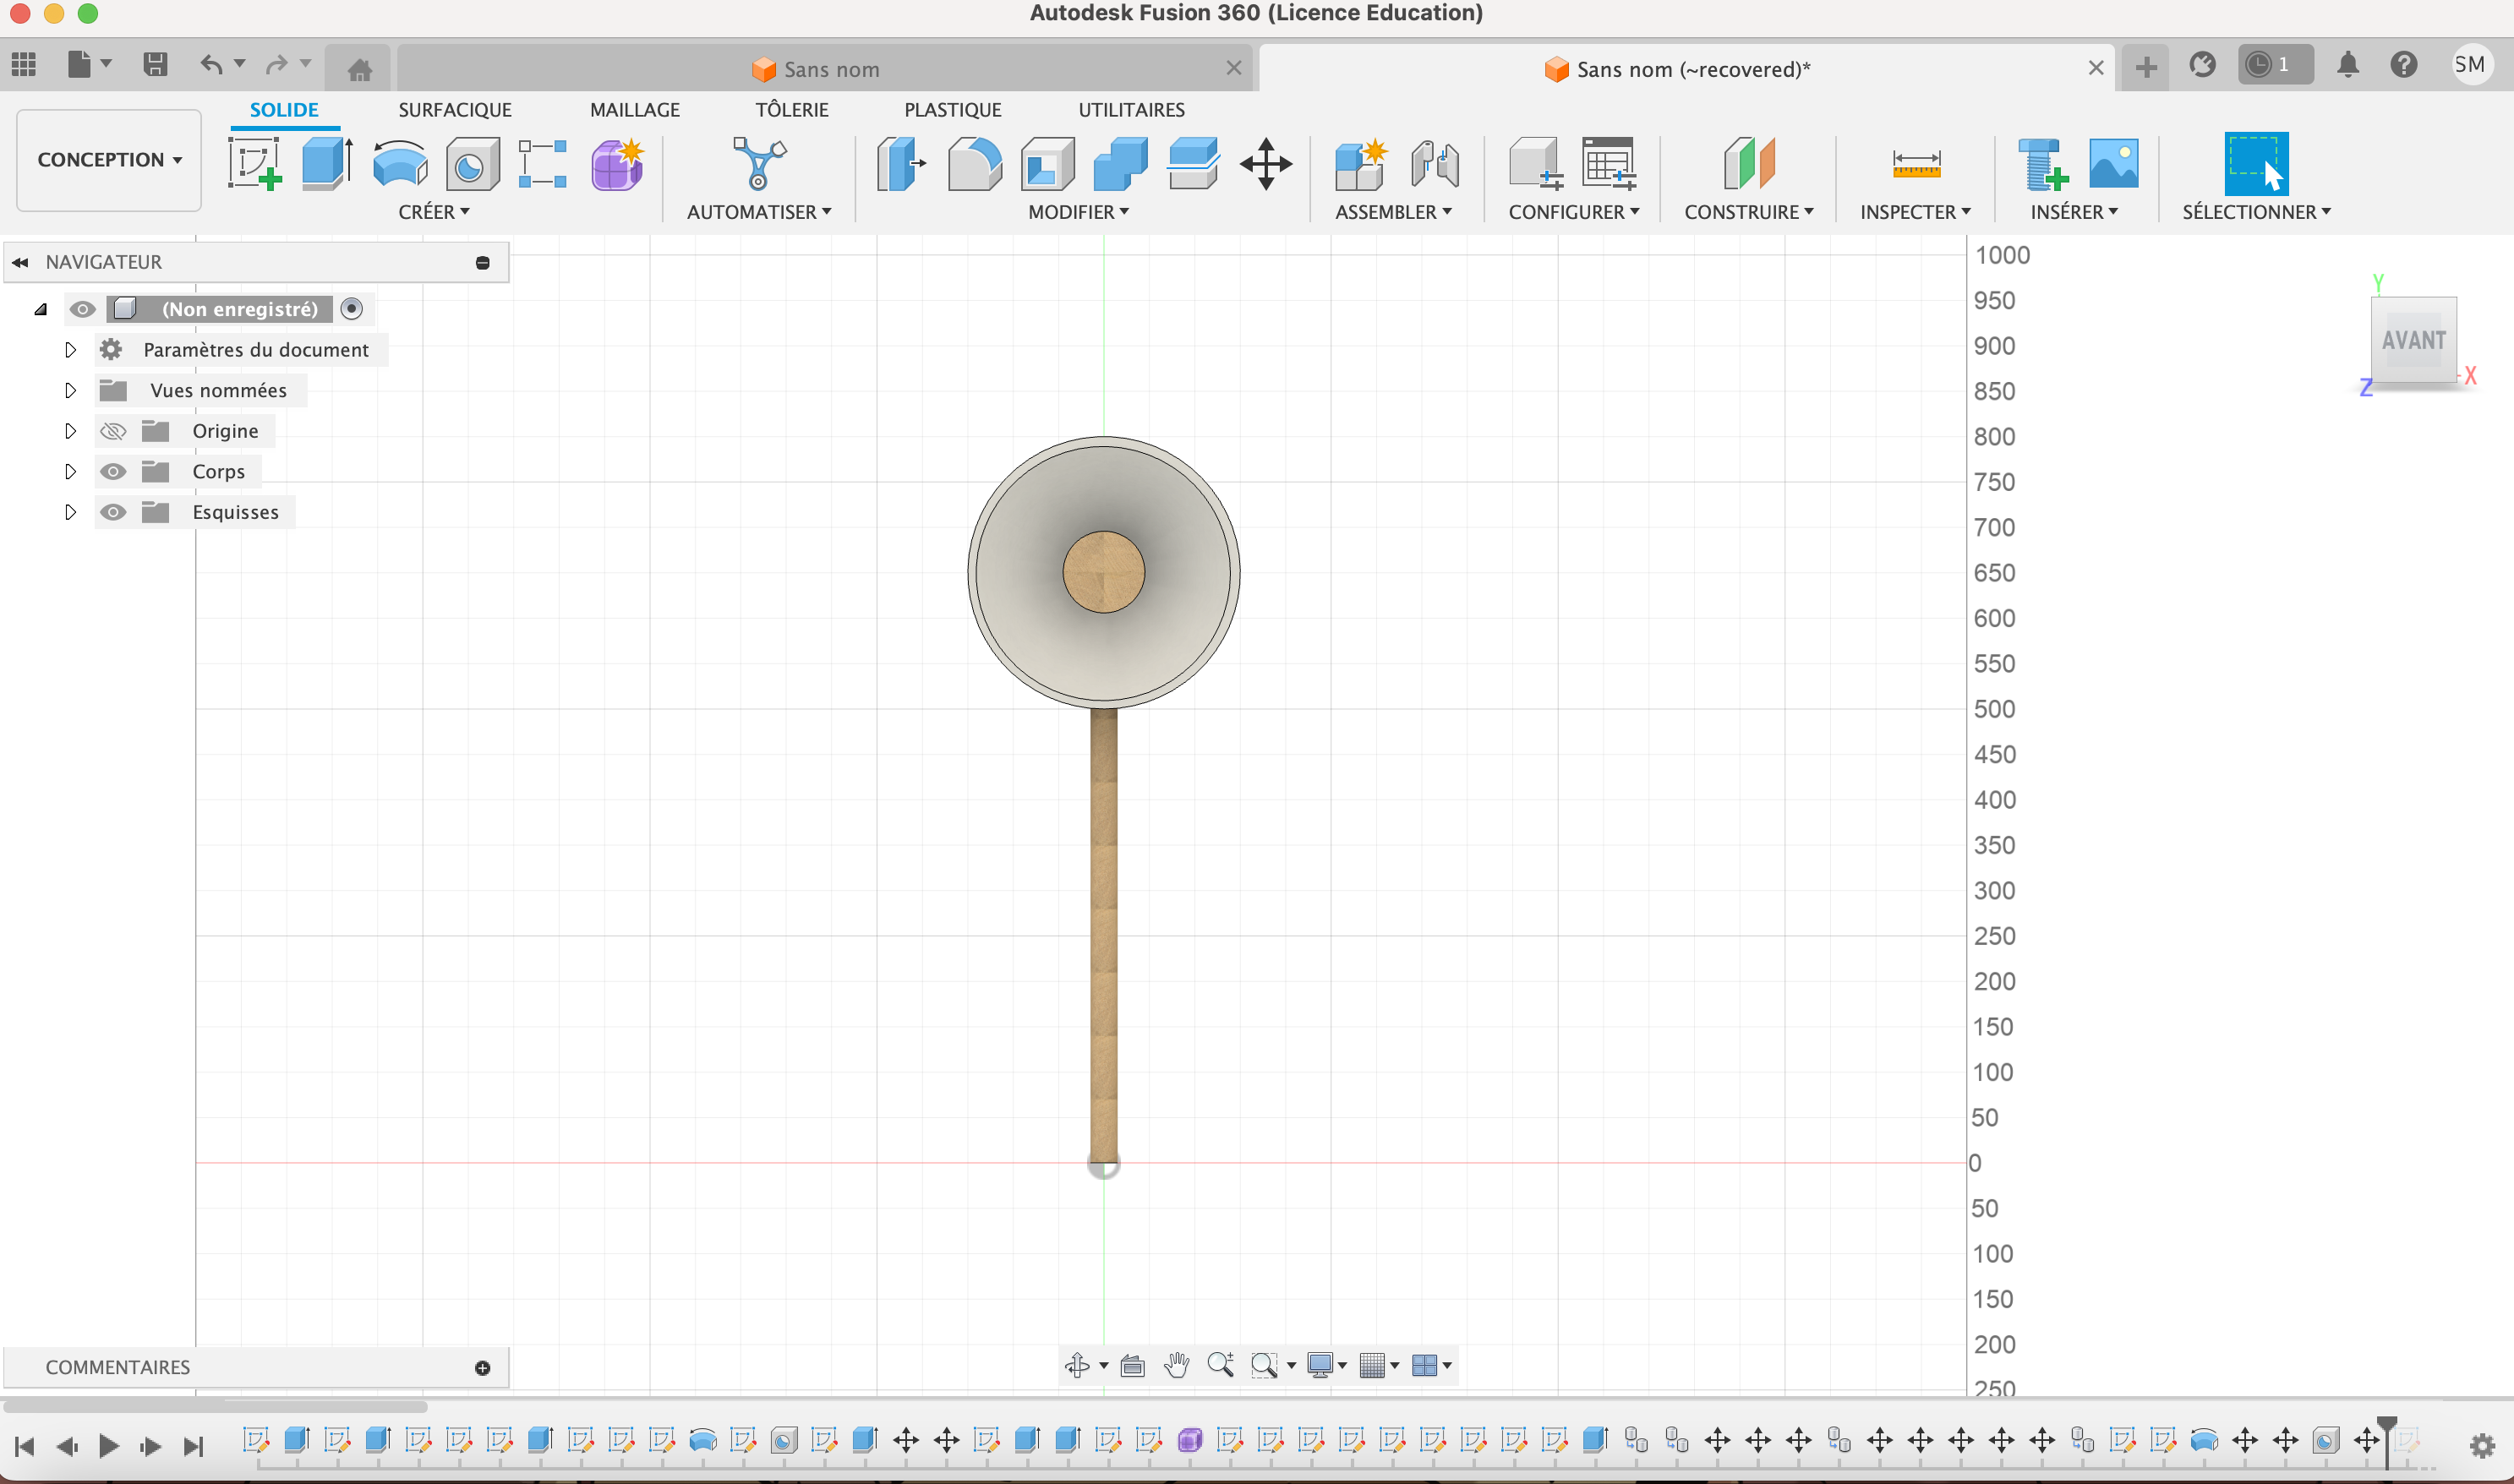 Autodesk Fusion 360 (Licence Education)
Sans nom
Sans nom (~recovered)*
1
SM
SOLIDE SURFACIQUE MAILLAGE TÔLERIE PLASTIQUE UTILITAIRES
CONCEPTION
CRÉER AUTOMATISER MODIFIER ASSEMBLER CONFIGURER CONSTRUIRE INSPECTER INSÉRER SÉLECTIONNER
NAVIGATEUR
(Non enregistré)
Paramètres du document
Vues nommées
Origine
Corps
Esquisses
1000
950
900
850
800
750
700
650
600
550
500
450
400
350
300
250
200
150
100
50
0
50
100
150
200
250
Y
AVANT
X
Z
COMMENTAIRES